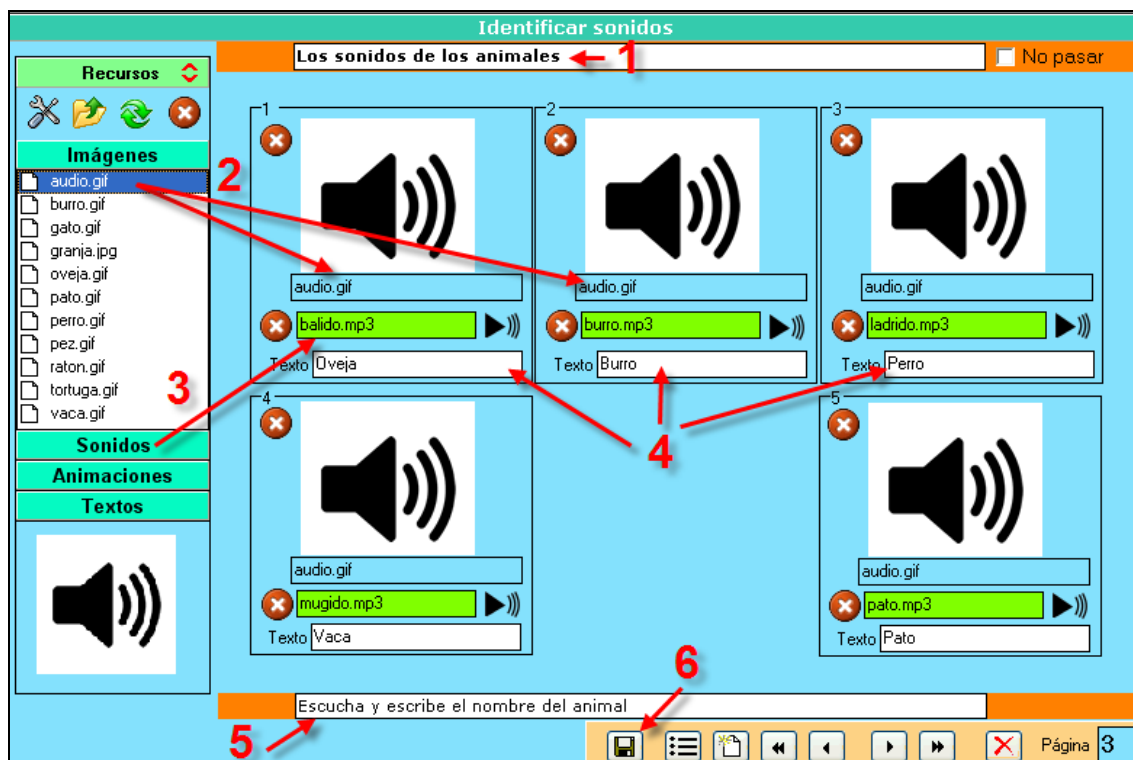 Identificar sonidos
Los sonidos de los animales
1
No pasar
Recursos
Imágenes
audio.gif
burro.gif
gato.gif
granja.jpg
oveja.gif
pato.gif
perro.gif
pez.gif
raton.gif
tortuga.gif
vaca.gif
Sonidos
Animaciones
Textos
2
3
1
audio.gif
balido.mp3
Texto Oveja
2
audio.gif
burro.mp3
Texto Burro
3
audio.gif
ladrido.mp3
Texto Perro
4
4
audio.gif
mugido.mp3
Texto Vaca
5
audio.gif
pato.mp3
Texto Pato
6
Escucha y escribe el nombre del animal
5
Página 3